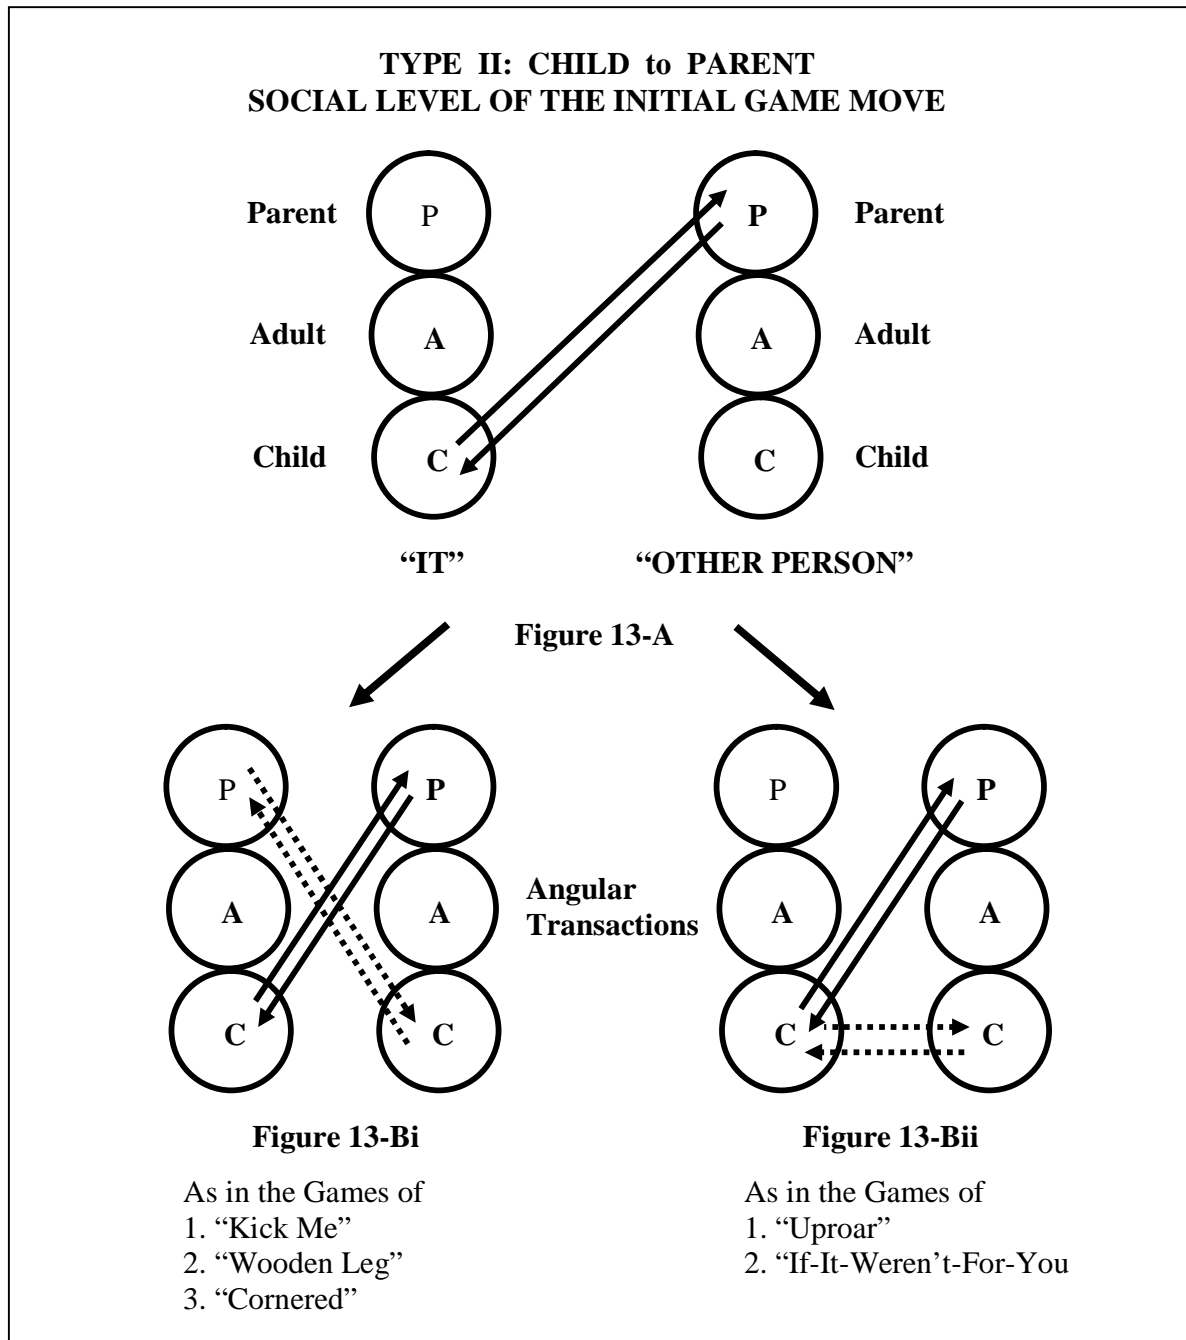 TYPE II: CHILD to PARENT
SOCIAL LEVEL OF THE INITIAL GAME MOVE
Parent P P Parent
Adult A A Adult
Child C C Child
“IT” “OTHER PERSON”
Figure 13-A
P P P P
A A Angular A A
Transactions
C C C C
Figure 13-Bi Figure 13-Bii
As in the Games of
1. “Kick Me”
2. “Wooden Leg”
3. “Cornered”
As in the Games of
1. “Uproar”
2. “If-It-Weren’t-For-You